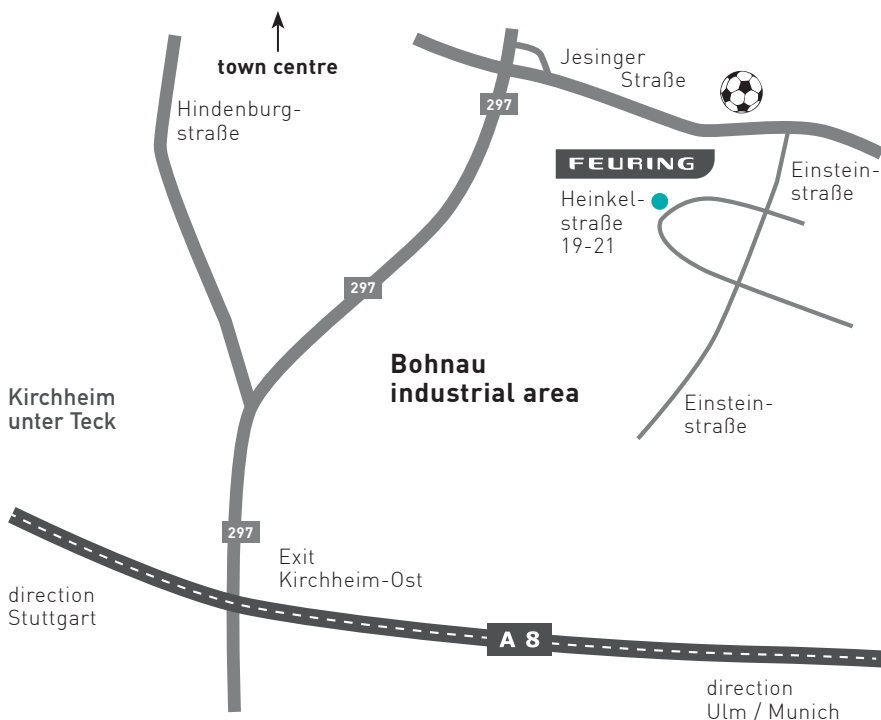 town centre
Jesinger
Straße
Hindenburg-
straße
297
FEURING
Einstein-
straße
Heinkel-
straße
19-21
297
Bohnau
industrial area
Kirchheim
unter Teck
Einstein-
straße
297
Exit
Kirchheim-Ost
direction
Stuttgart
A 8
direction
Ulm / Munich